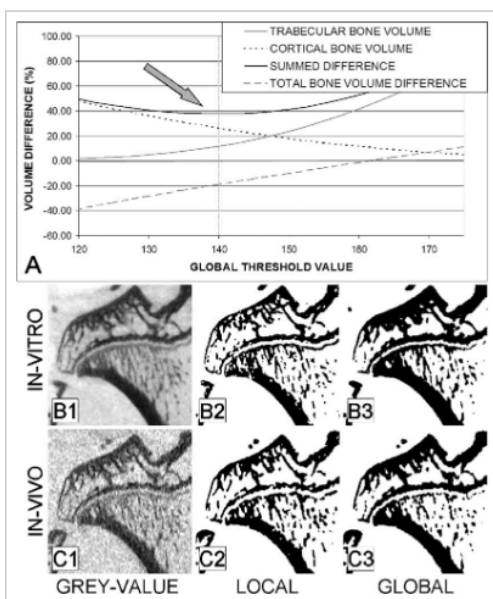 100.00
80.00
60.00
40.00
20.00
0.00
-20.00
-40.00
-60.00
VOLUME DIFFERENCE (%)
TRABECULAR BONE VOLUME
CORTICAL BONE VOLUME
SUMMED DIFFERENCE
TOTAL BONE VOLUME DIFFERENCE
120 130 140 150 160 170
A
GLOBAL THRESHOLD VALUE
IN-VITRO
B1 B2 B3
IN-VIVO
C1 C2 C3
GREY-VALUE LOCAL GLOBAL